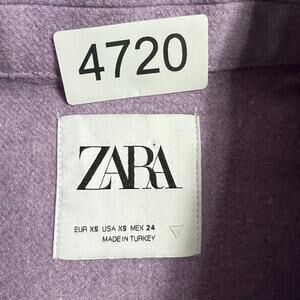 4720
ZARA
EUR XS USA XS MEX 24
MADE IN TURKEY